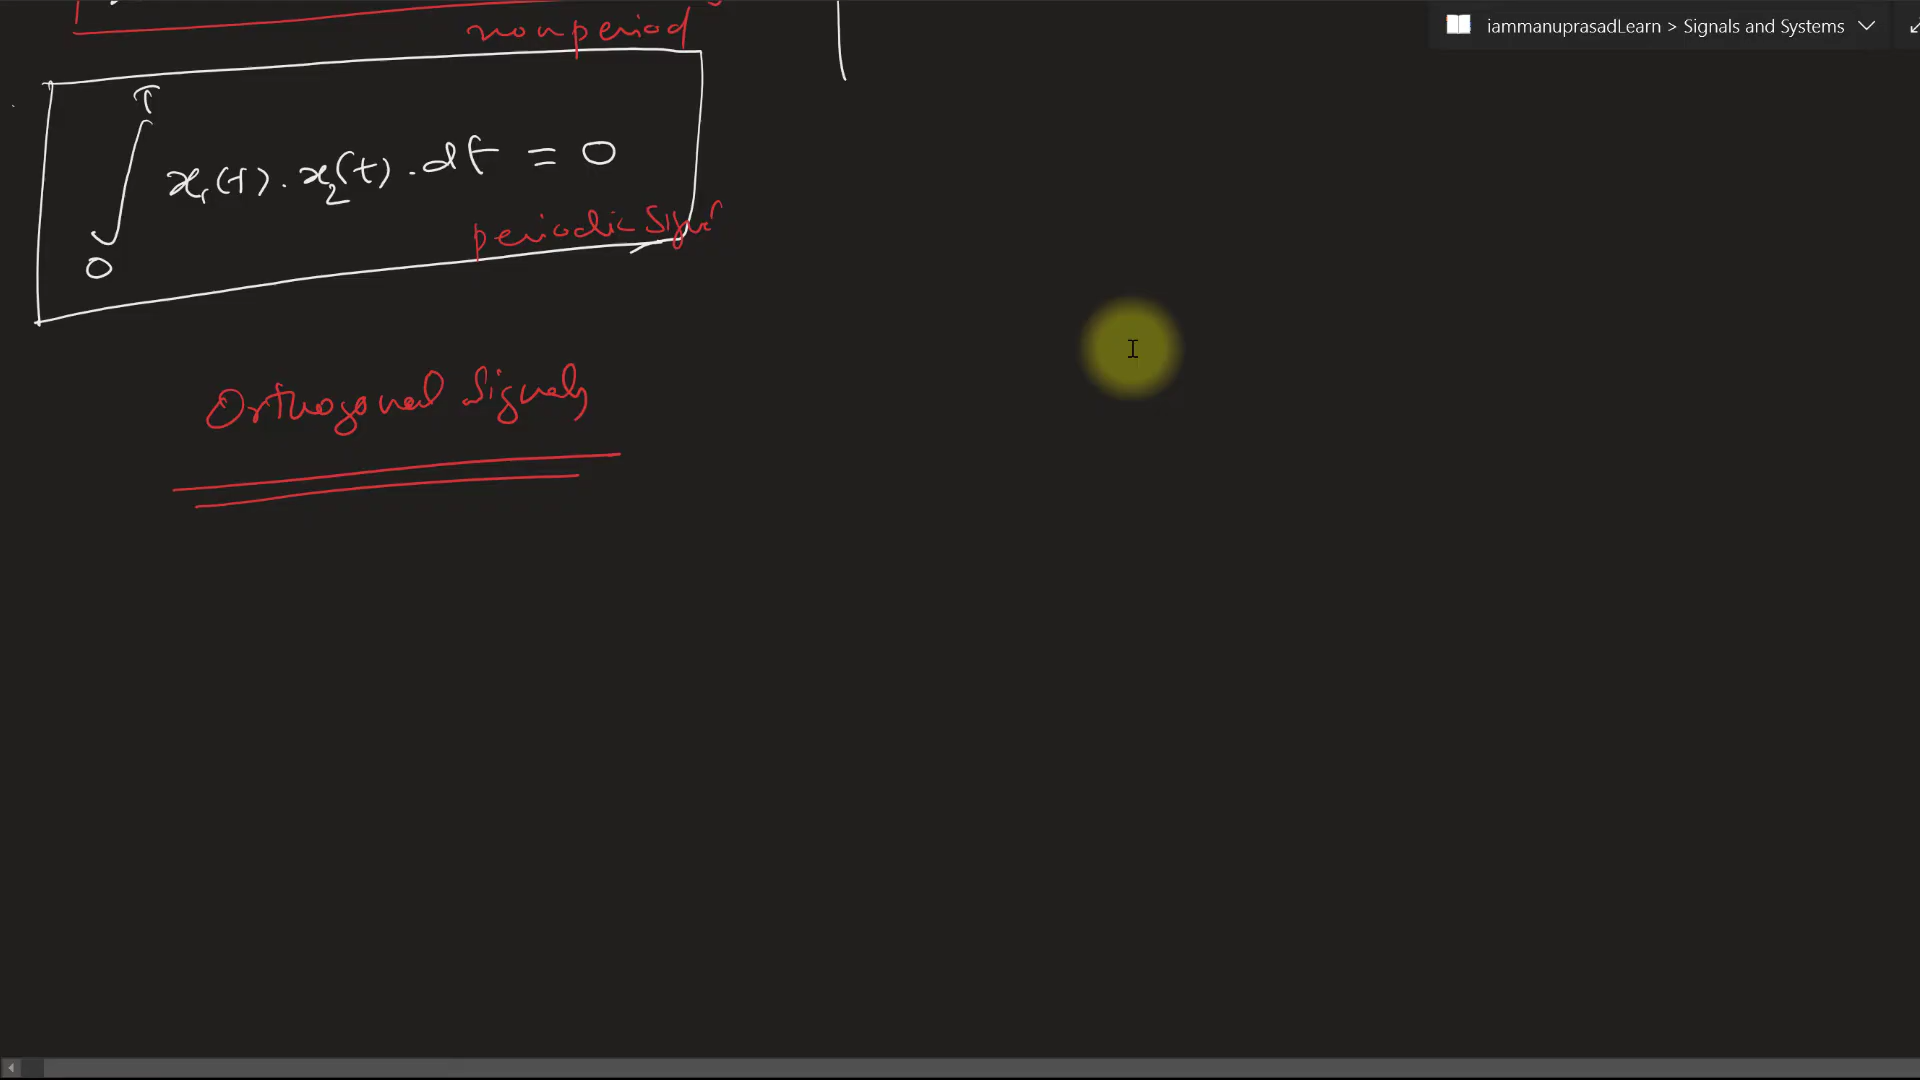 iammanuprasadLearn > Signals and Systems
nonperiod
T
∫ x₁(t) . x₂(t) . dt = 0
0
periodic Sign
Orthogonal Signals